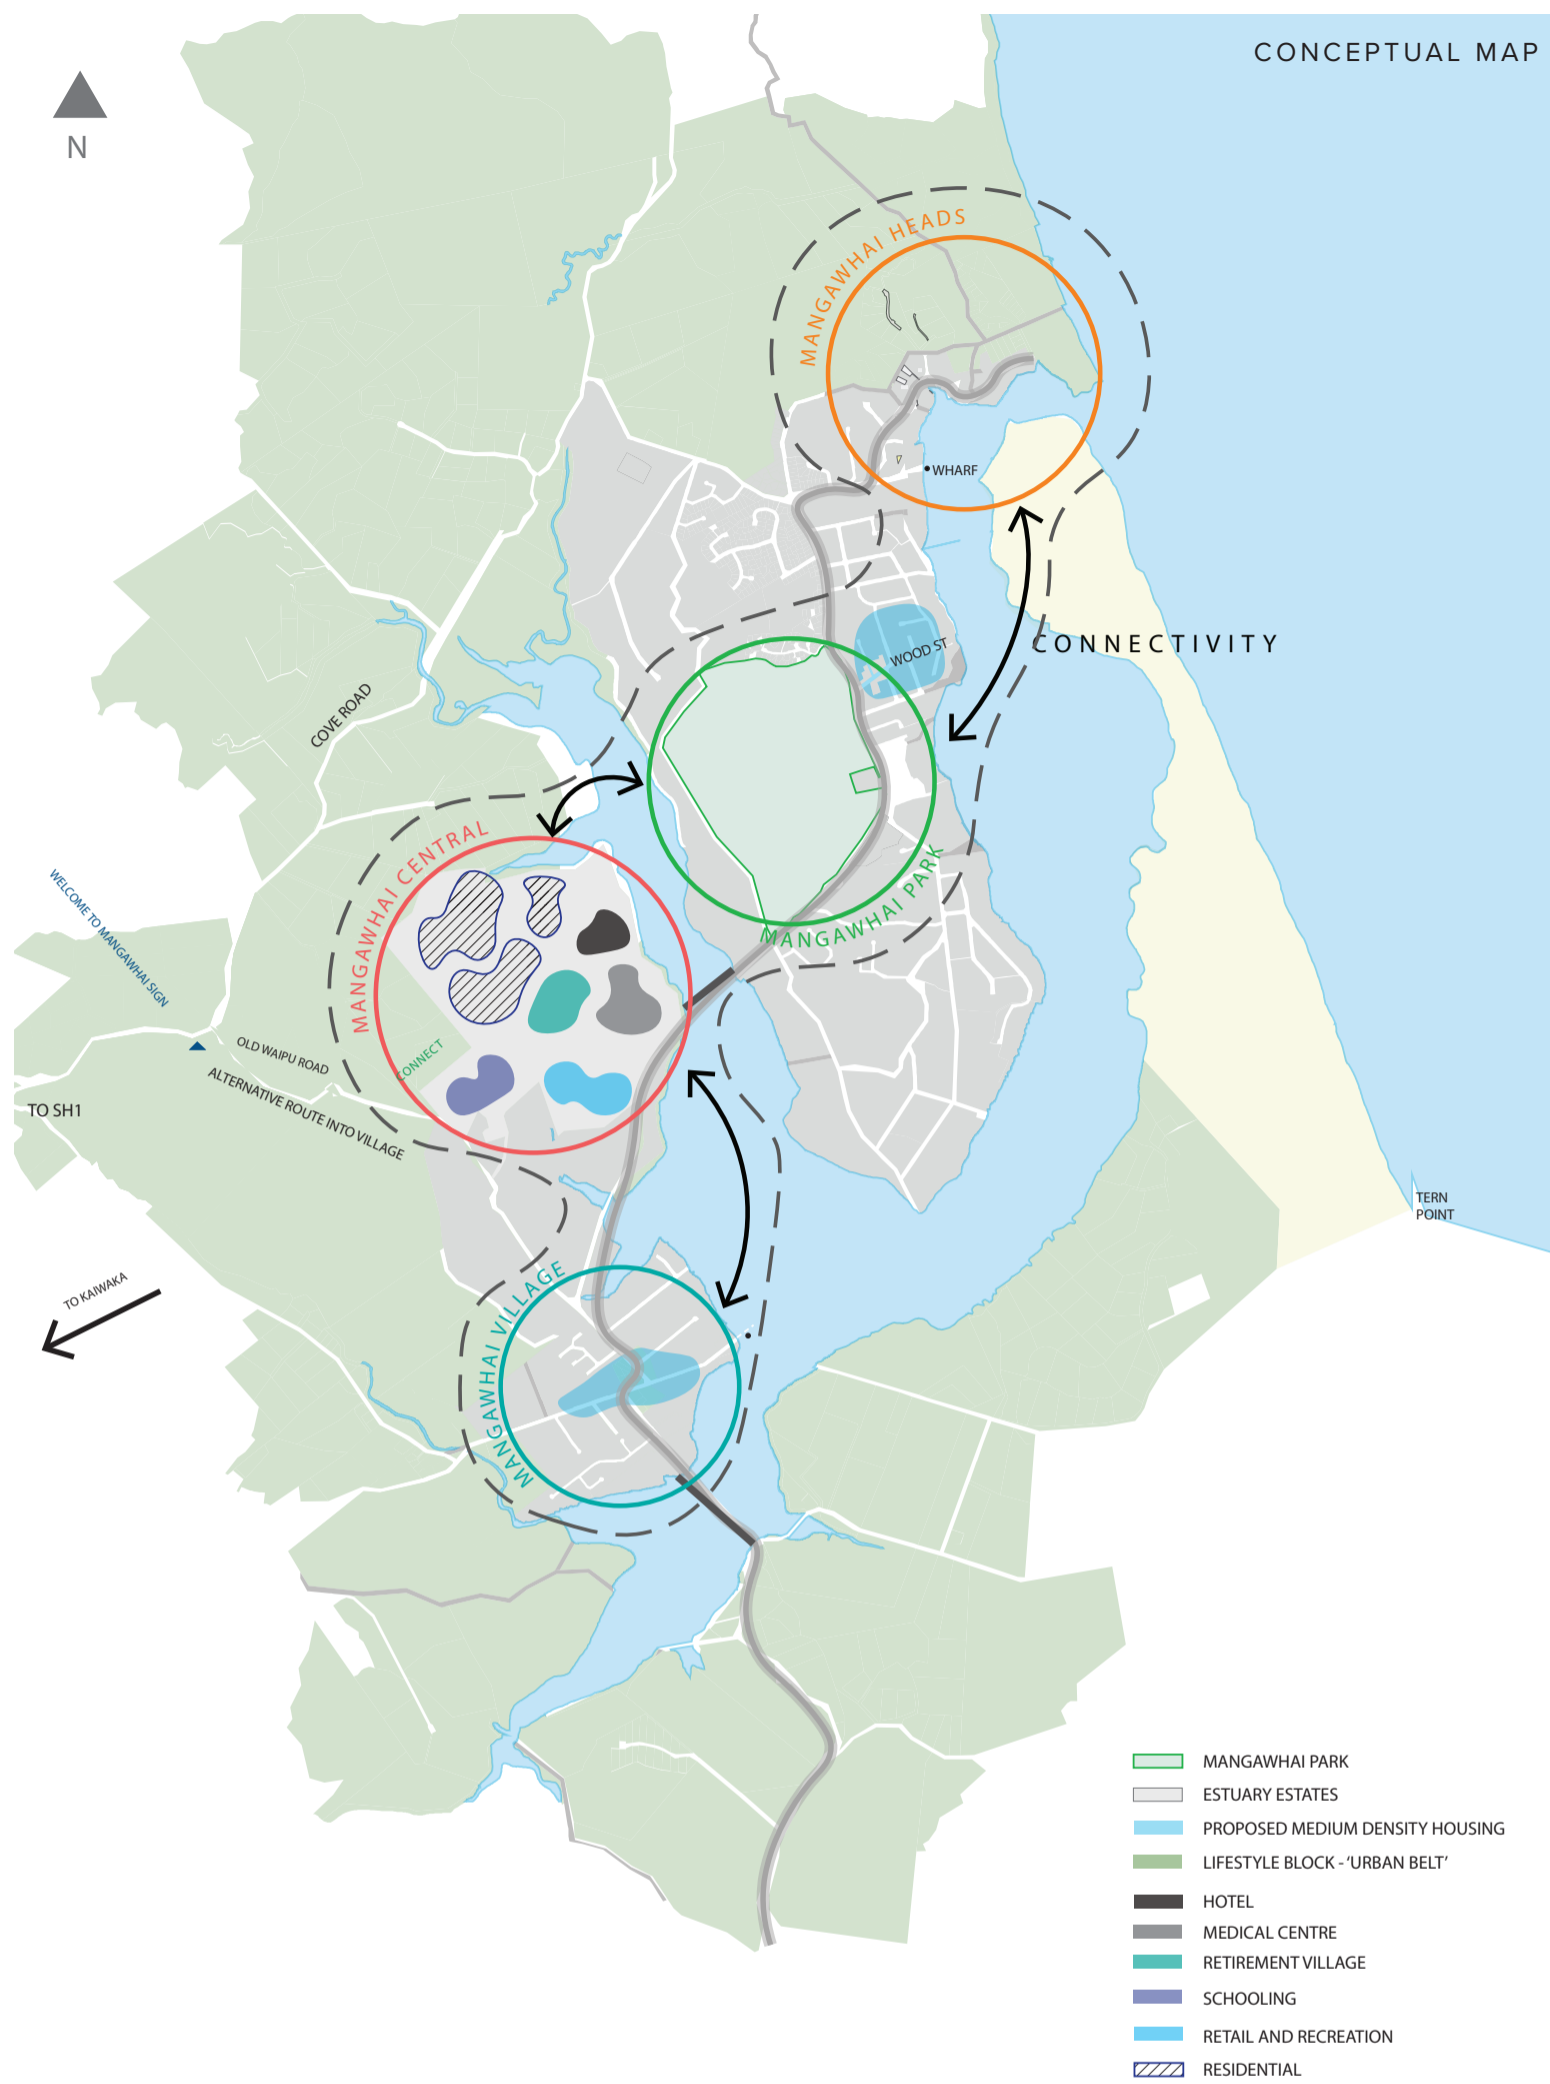 CONCEPTUAL MAP
N
MANGAWHAI HEADS
WHARF
CONNECTIVITY
WOOD ST
COVE ROAD
MANGAWHAI CENTRAL
MANGAWHAI PARK
WELCOME TO MANGAWHAI SIGN
OLD WAIPU ROAD
CONNECT
ALTERNATIVE ROUTE INTO VILLAGE
TO SH1
TERN
POINT
TO KAIWAKA
MANGAWHAI VILLAGE
MANGAWHAI PARK
ESTUARY ESTATES
PROPOSED MEDIUM DENSITY HOUSING
LIFESTYLE BLOCK - ‘URBAN BELT’
HOTEL
MEDICAL CENTRE
RETIREMENT VILLAGE
SCHOOLING
RETAIL AND RECREATION
RESIDENTIAL